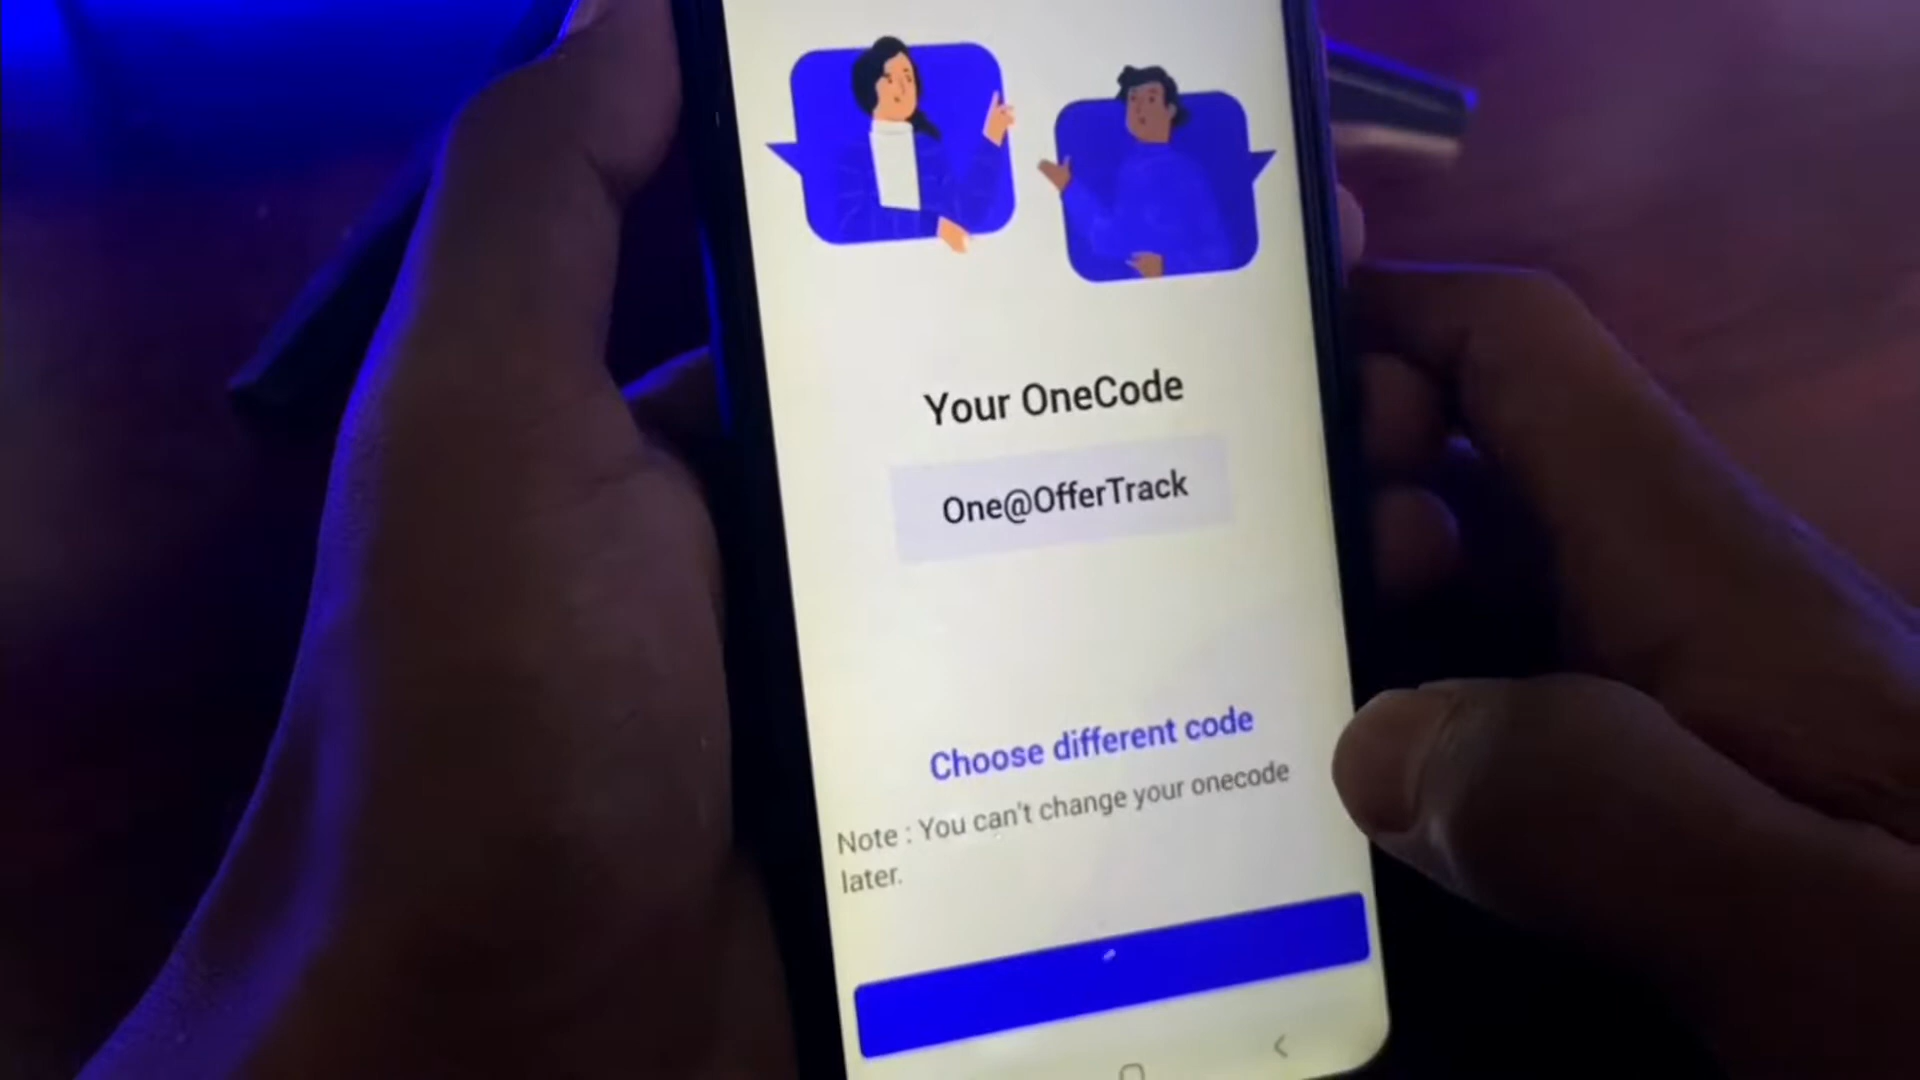 Your OneCode
One@OfferTrack
Choose different code
Note : You can't change your onecode
later.